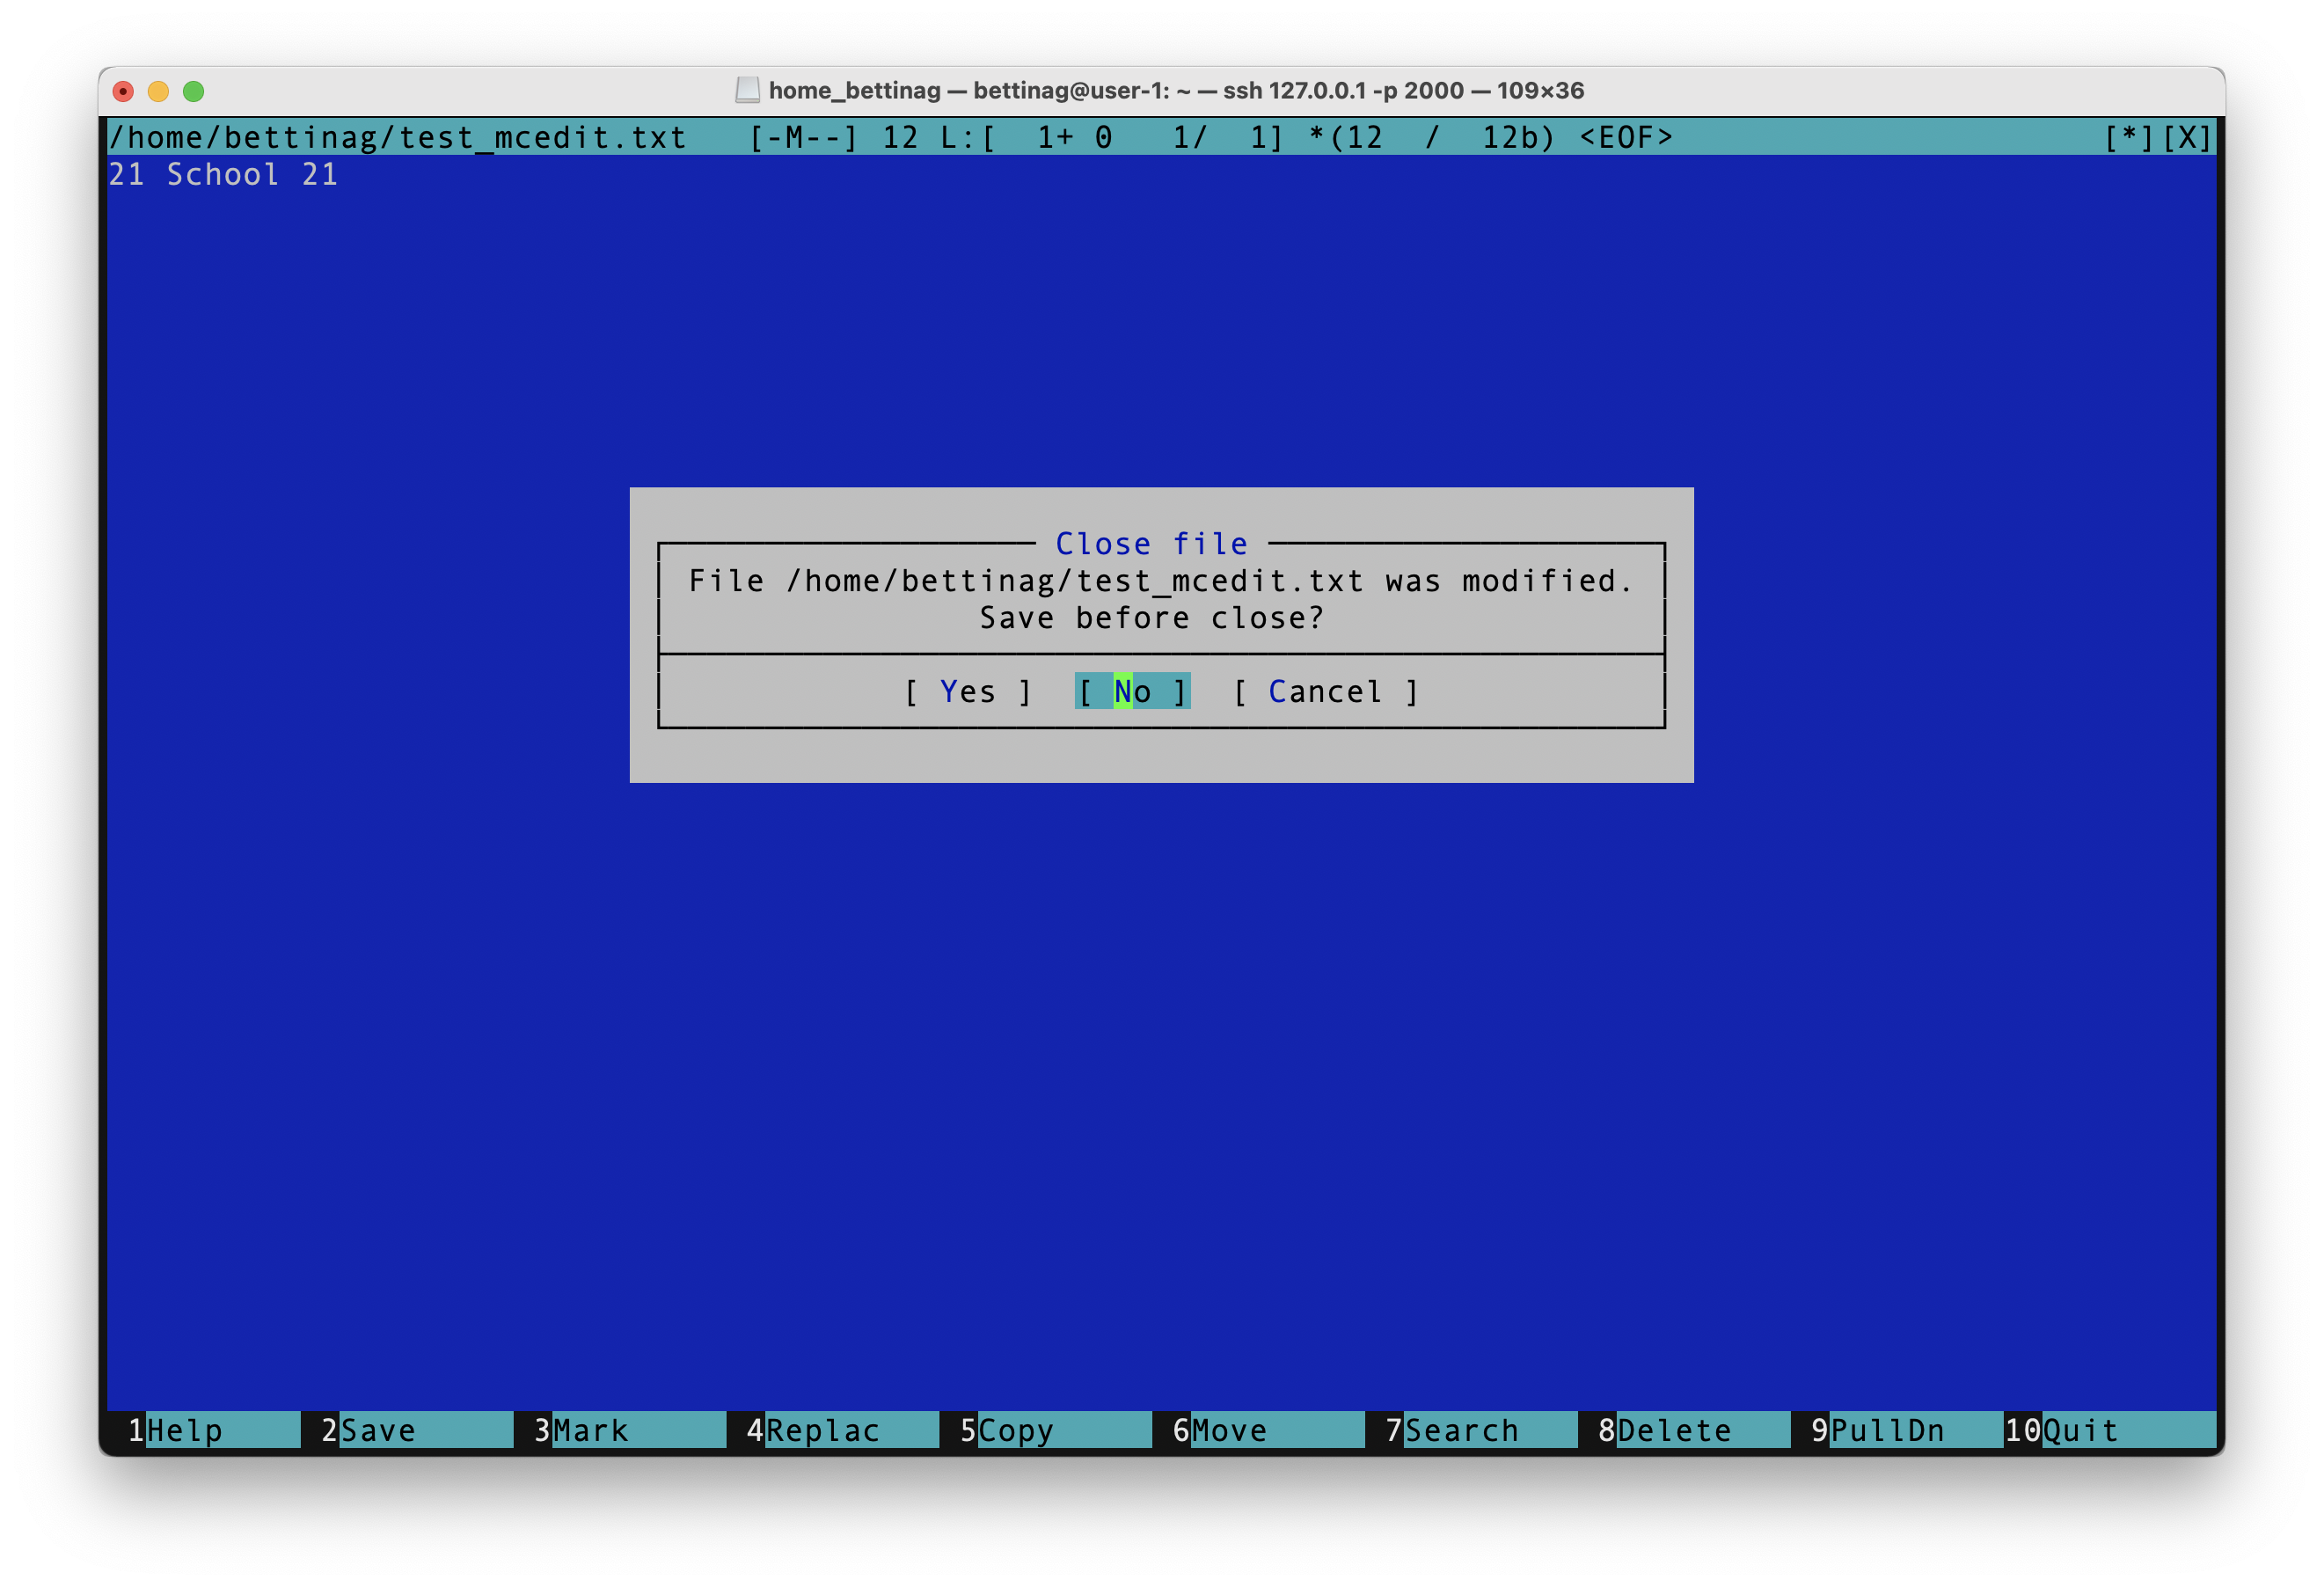 home_bettinag — bettinag@user-1: ~ — ssh 127.0.0.1 -p 2000 — 109×36
/home/bettinag/test_mcedit.txt   [-M--] 12 L:[  1+ 0   1/  1] *(12  /  12b) <EOF>   [*][X]
21 School 21
Close file
File /home/bettinag/test_mcedit.txt was modified.
Save before close?
[ Yes ]  [ No ]  [ Cancel ]
1Help  2Save  3Mark  4Replac  5Copy  6Move  7Search  8Delete  9PullDn  10Quit